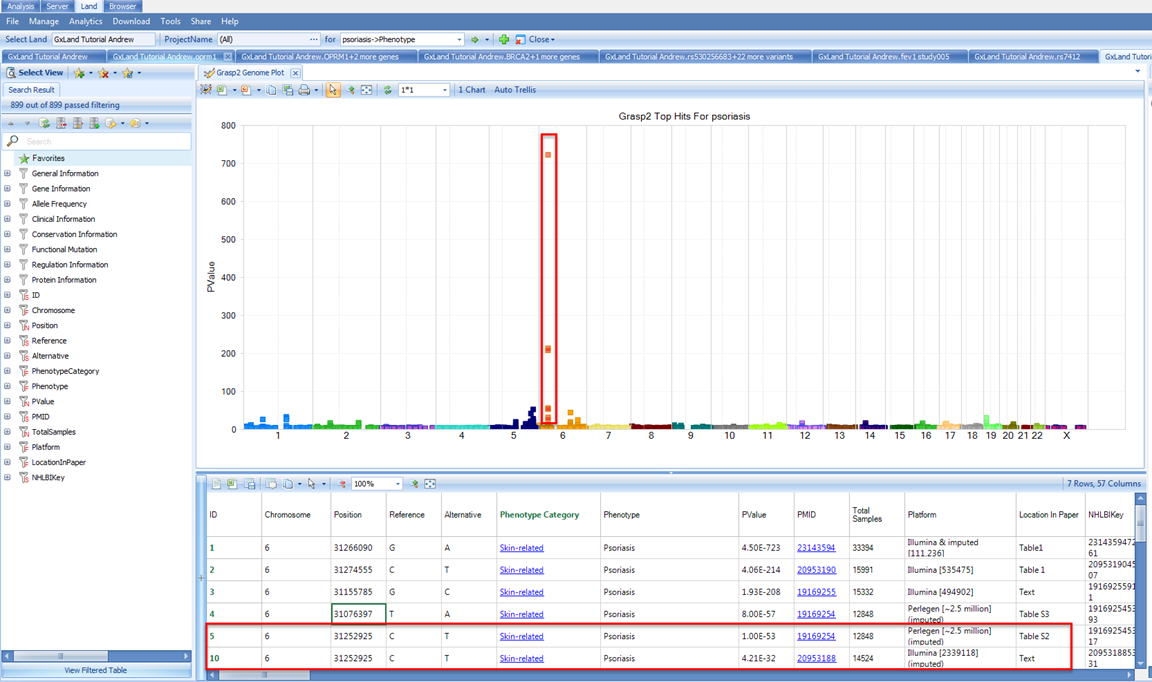 Analysis Server Land Browser
File Manage Analytics Download Tools Share Help
Select Land GxLand Tutorial Andrew ProjectName (All) ... for psoriasis->Phenotype Close
GxLand Tutorial Andrew GxLand Tutorial Andrew.oprm1 GxLand Tutorial Andrew.OPRM1+2 more genes GxLand Tutorial Andrew.BRCA2+1 more genes GxLand Tutorial Andrew.rs530256683+22 more variants GxLand Tutorial Andrew.fev1 study005 GxLand Tutorial Andrew.rs7412 GxLand Tutori
Select View Grasp2 Genome Plot
Search Result 1*1 1 Chart Auto Trellis
899 out of 899 passed filtering
Search
Favorites
General Information
Gene Information
Allele Frequency
Clinical Information
Conservation Information
Functional Mutation
Regulation Information
Protein Information
ID
Chromosome
Position
Reference
Alternative
PhenotypeCategory
Phenotype
PValue
PMID
TotalSamples
Platform
LocationInPaper
NHLBIKey
View Filtered Table
Grasp2 Top Hits For psoriasis
800
700
600
500
400
300
200
100
0
PValue
1 2 3 4 5 6 7 8 9 10 11 12 13 14 15 16 17 18 19 20 21 22 X
100% 7 Rows, 57 Columns
ID Chromosome Position Reference Alternative Phenotype Category Phenotype PValue PMID Total Samples Platform Location In Paper NHLBIKey
1 6 31266090 G A Skin-related Psoriasis 4.50E-723 23143594 33394 Illumina & imputed [111,236] Table1 231435947261
2 6 31274555 C T Skin-related Psoriasis 4.06E-214 20953190 15991 Illumina [535475] Table 1 209531904507
3 6 31155785 G C Skin-related Psoriasis 1.93E-208 19169255 15332 Illumina [494902] Text 19169255911
4 6 31076397 T A Skin-related Psoriasis 8.00E-57 19169254 12848 Perlegen [~2.5 million] (imputed) Table S3 191692545393
5 6 31252925 C T Skin-related Psoriasis 1.00E-53 19169254 12848 Perlegen [~2.5 million] (imputed) Table S2 191692545317
10 6 31252925 C T Skin-related Psoriasis 4.21E-32 20953188 14524 Illumina [2339118] (imputed) Text 209531885331